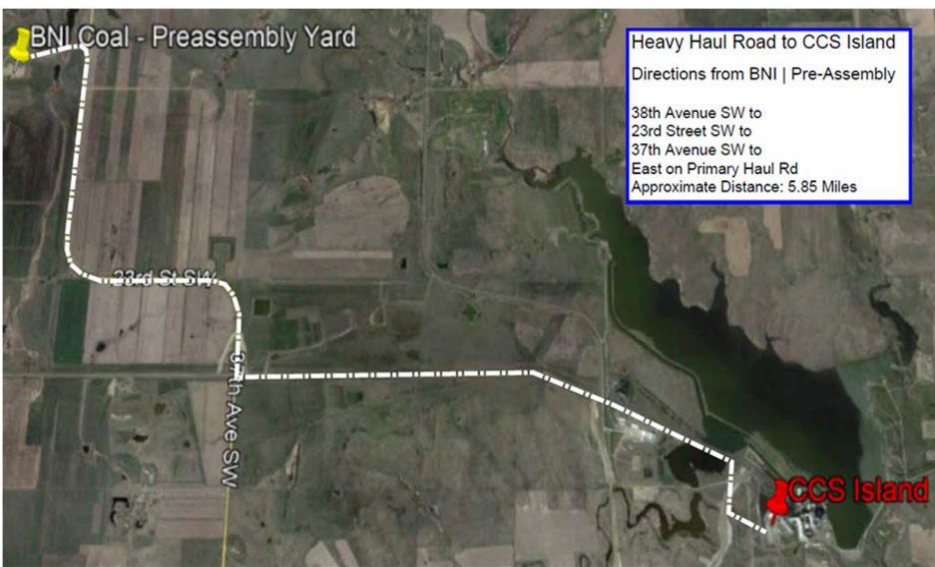 BNI Coal - Preassembly Yard
Heavy Haul Road to CCS Island
Directions from BNI | Pre-Assembly
38th Avenue SW to
23rd Street SW to
37th Avenue SW to
East on Primary Haul Rd
Approximate Distance: 5.85 Miles
23rd St SW
37th Ave SW
CCS Island